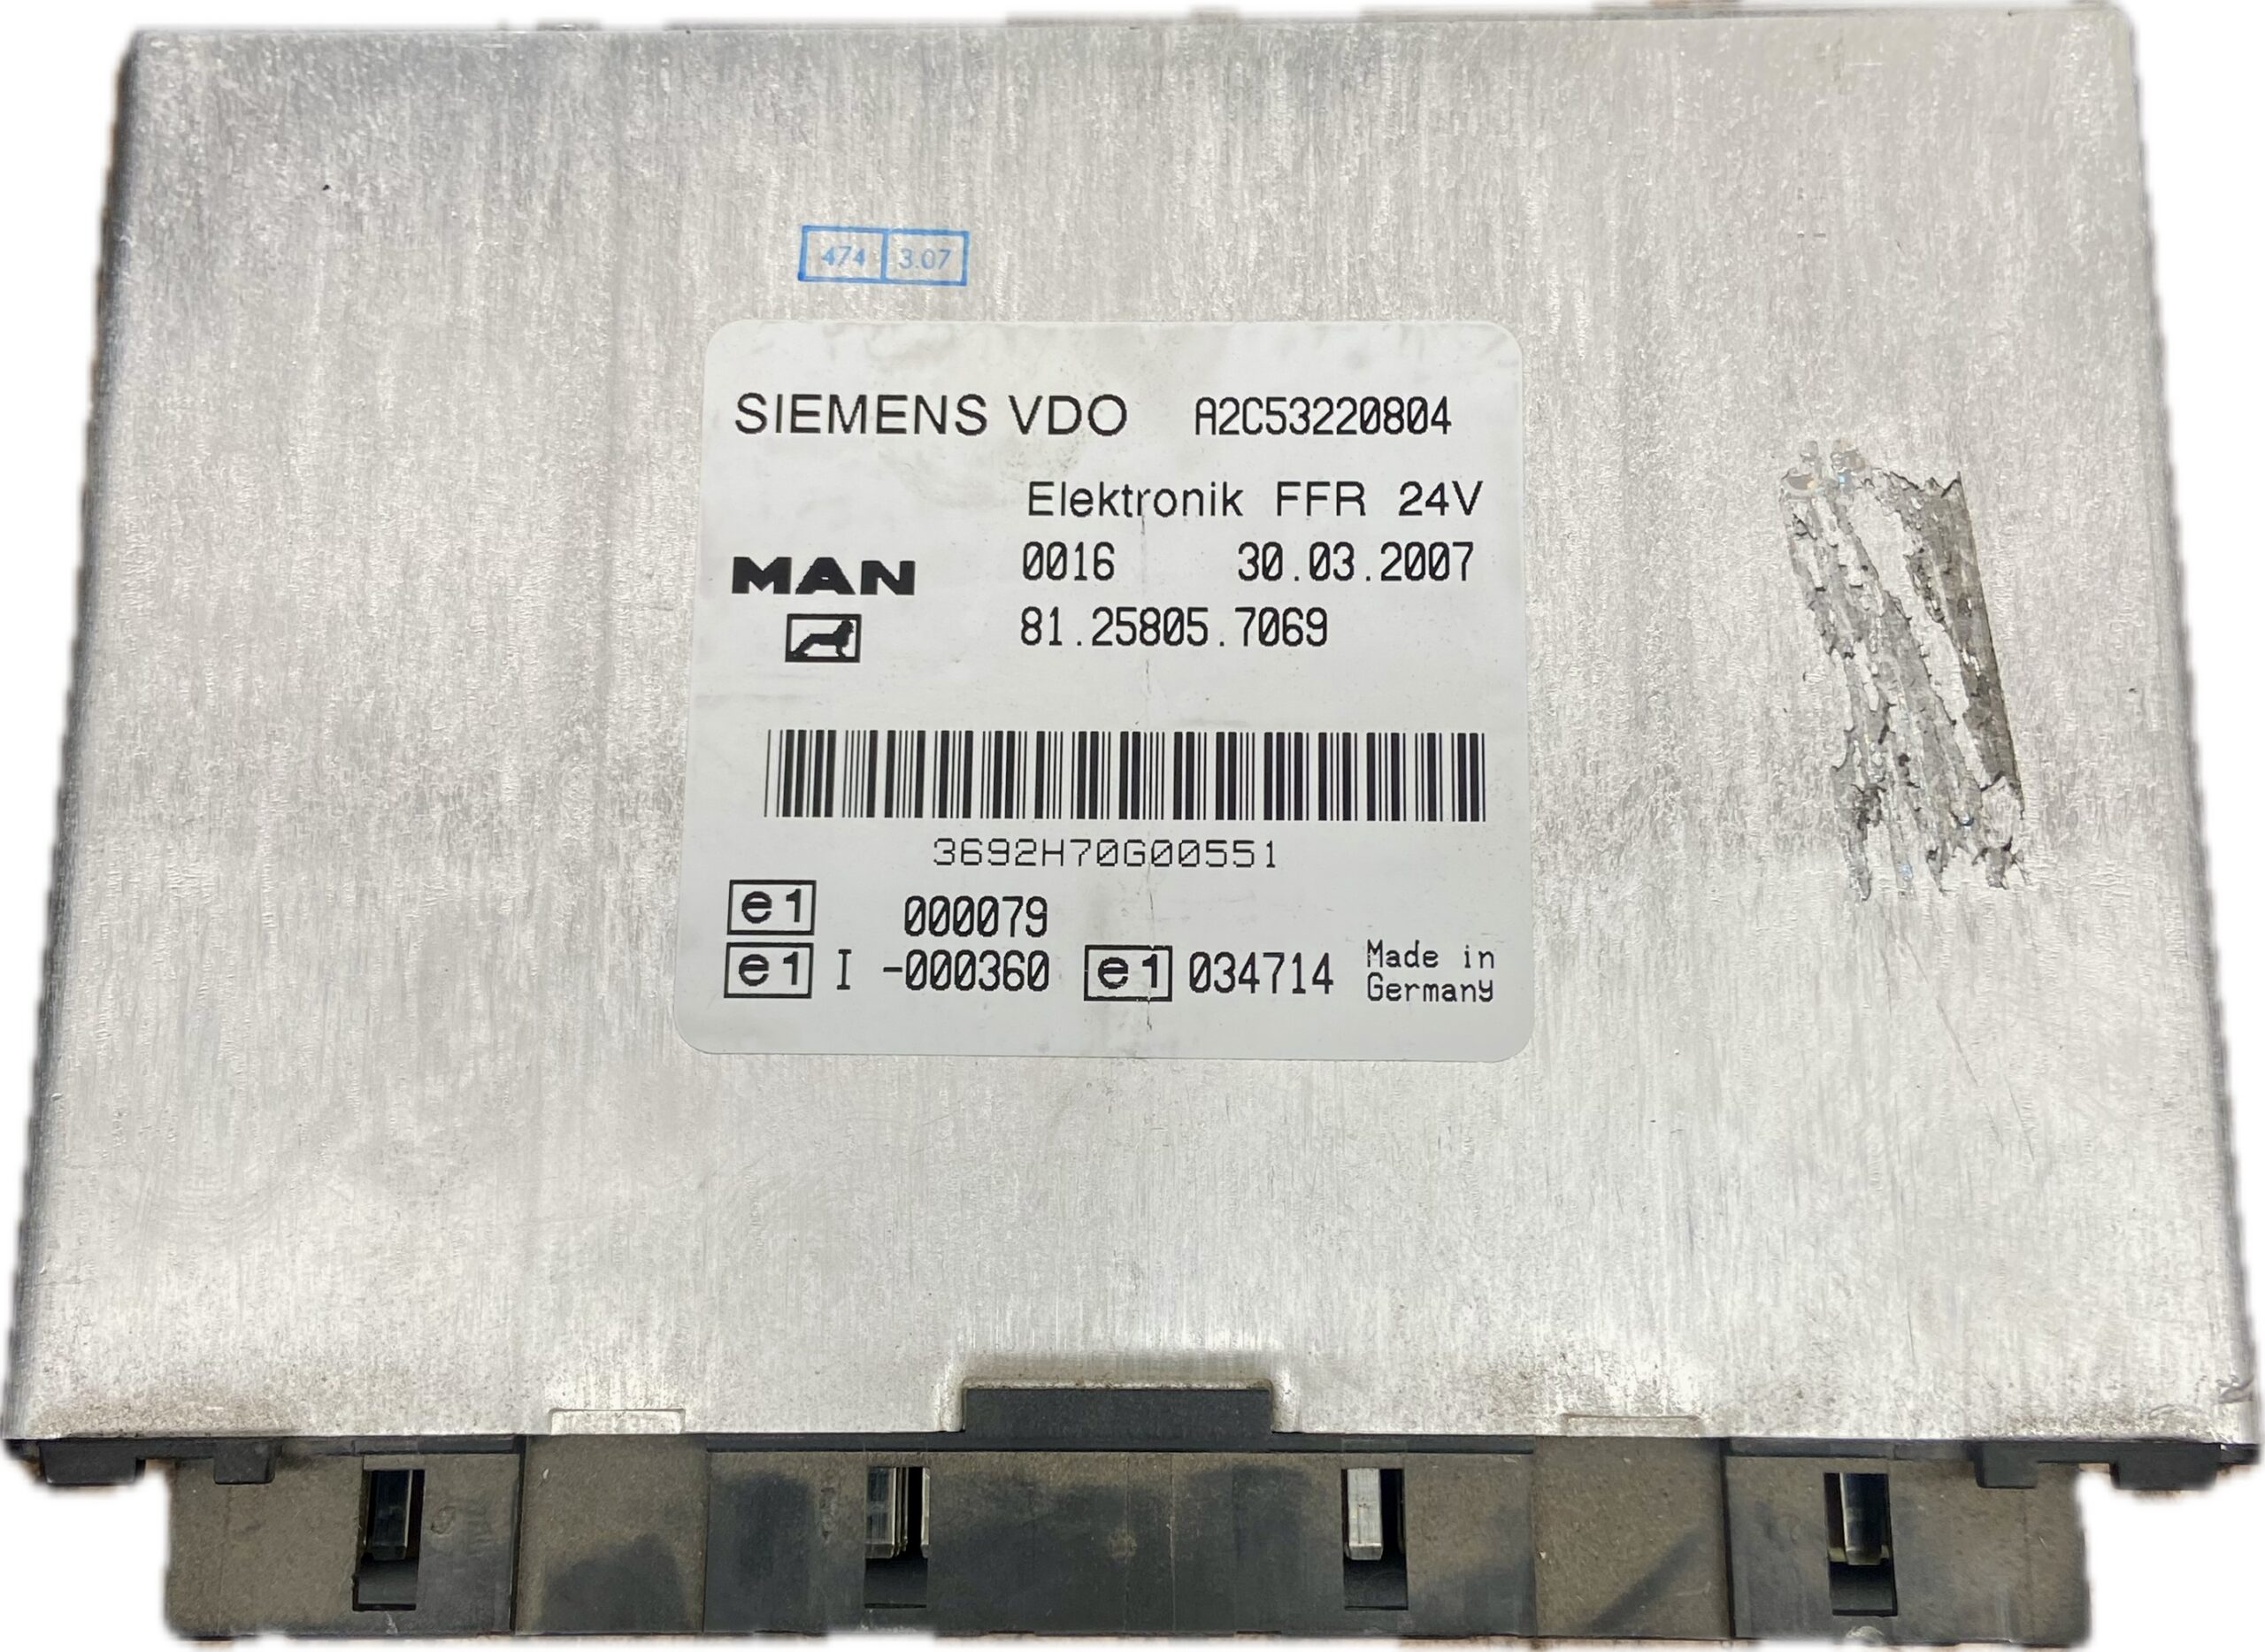 474 3.07
SIEMENS VDO A2C53220804
Elektronik FFR 24V
MAN 0016 30.03.2007
81.25805.7069
3692H70G00551
e1 000079
e1 I -000360 e1 034714 Made in
Germany